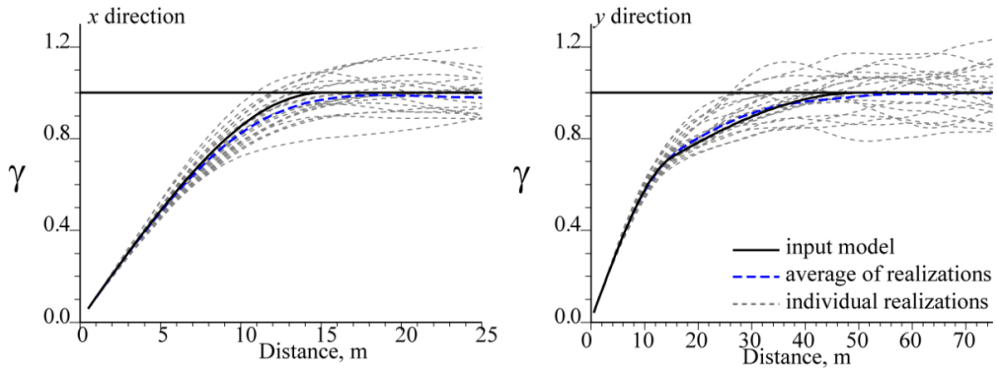 x direction
1.2
0.8
γ
0.4
0.0
0 5 10 15 20 25
Distance, m
y direction
1.2
0.8
γ
0.4
0.0
0 10 20 30 40 50 60 70
Distance, m
input model
average of realizations
individual realizations